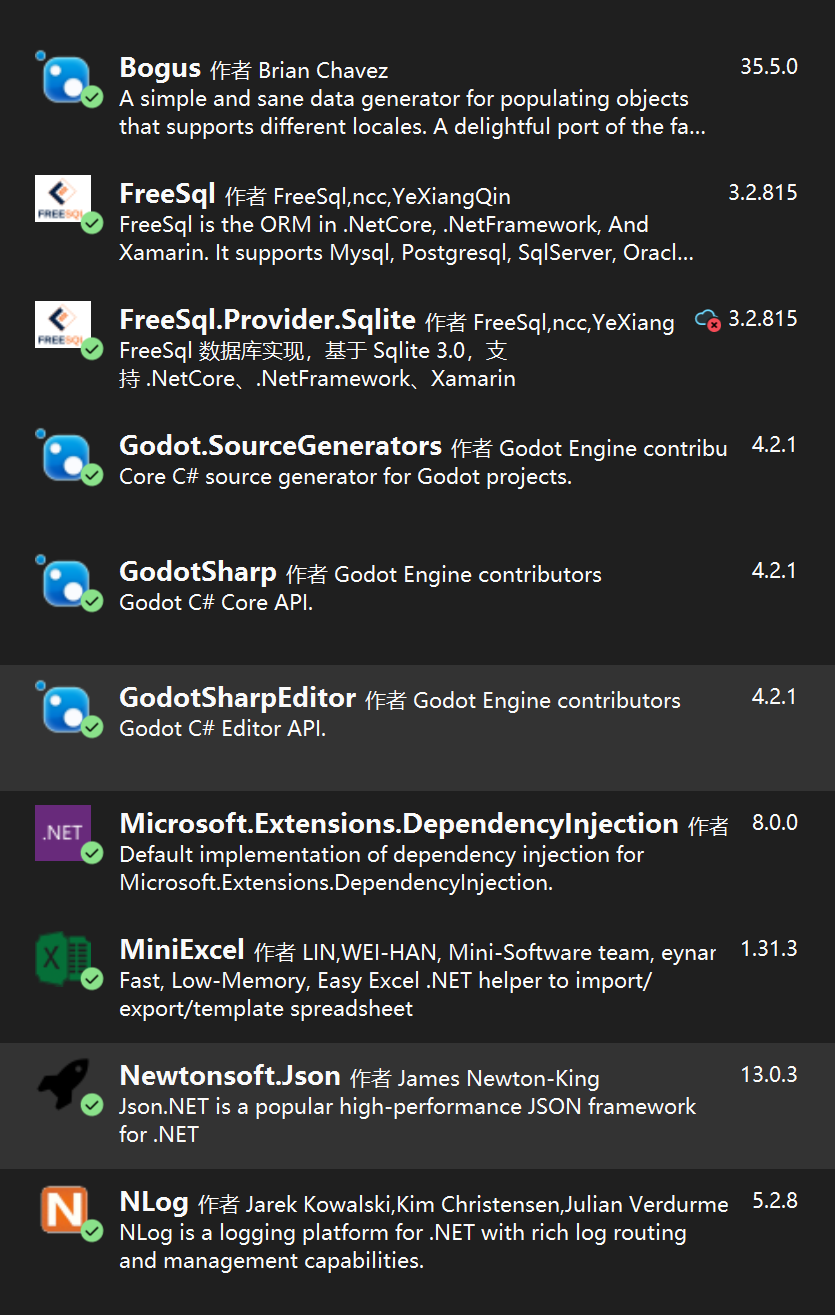 Bogus 作者 Brian Chavez 35.5.0
A simple and sane data generator for populating objects
that supports different locales. A delightful port of the fa...
FreeSql 作者 FreeSql,ncc,YeXiangQin 3.2.815
FREESQL
FreeSql is the ORM in .NetCore, .NetFramework, And
Xamarin. It supports Mysql, Postgresql, SqlServer, Oracl...
FreeSql.Provider.Sqlite 作者 FreeSql,ncc,YeXiang 3.2.815
FREESQL
FreeSql 数据库实现，基于 Sqlite 3.0，支
持 .NetCore、.NetFramework、Xamarin
Godot.SourceGenerators 作者 Godot Engine contribu 4.2.1
Core C# source generator for Godot projects.
GodotSharp 作者 Godot Engine contributors 4.2.1
Godot C# Core API.
GodotSharpEditor 作者 Godot Engine contributors 4.2.1
Godot C# Editor API.
Microsoft.Extensions.DependencyInjection 作者 8.0.0
.NET
Default implementation of dependency injection for
Microsoft.Extensions.DependencyInjection.
MiniExcel 作者 LIN,WEI-HAN, Mini-Software team, eynar 1.31.3
X
Fast, Low-Memory, Easy Excel .NET helper to import/
export/template spreadsheet
Newtonsoft.Json 作者 James Newton-King 13.0.3
Json.NET is a popular high-performance JSON framework
for .NET
N
NLog 作者 Jarek Kowalski,Kim Christensen,Julian Verdurme 5.2.8
NLog is a logging platform for .NET with rich log routing
and management capabilities.